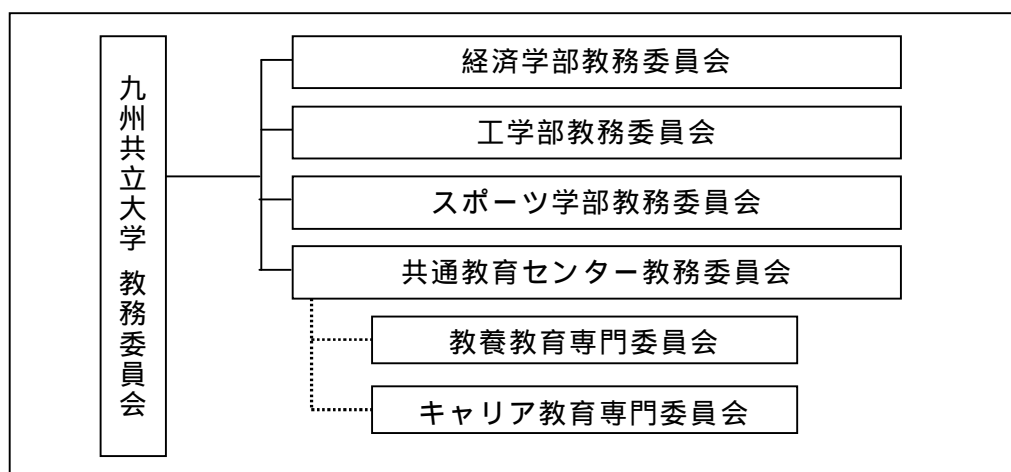 九州共立大学 教務委員会
経済学部教務委員会
工学部教務委員会
スポーツ学部教務委員会
共通教育センター教務委員会
教養教育専門委員会
キャリア教育専門委員会